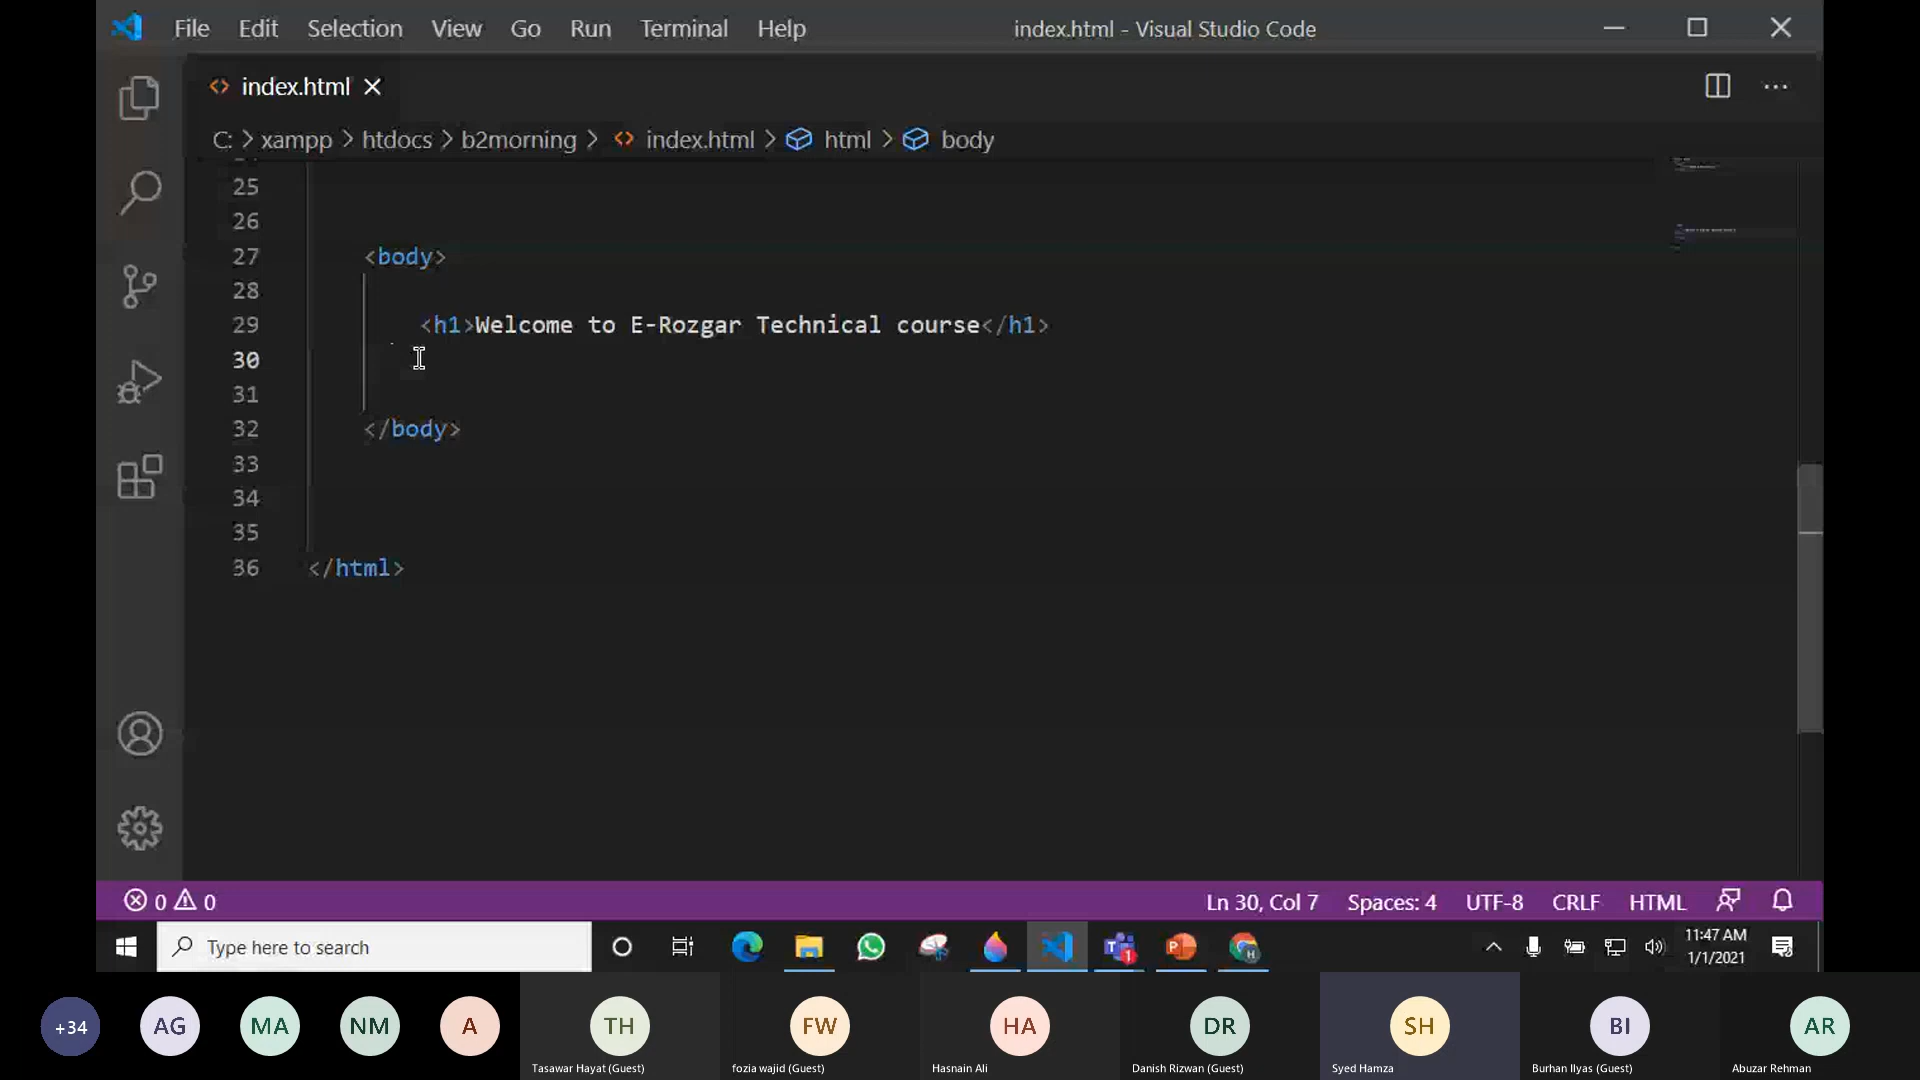 File Edit Selection View Go Run Terminal Help index.html - Visual Studio Code
index.html
C: > xampp > htdocs > b2morning > index.html > html > body
25
26
27 <body>
28
29 <h1>Welcome to E-Rozgar Technical course</h1>
30
31
32 </body>
33
34
35
36 </html>
0 0 Ln 30, Col 7 Spaces: 4 UTF-8 CRLF HTML
Type here to search
1
P
H
11:47 AM
1/1/2021
+34 AG MA NM A TH FW HA DR SH BI AR
Tasawar Hayat (Guest) fozia wajid (Guest) Hasnain Ali Danish Rizwan (Guest) Syed Hamza Burhan Ilyas (Guest) Abuzar Rehman